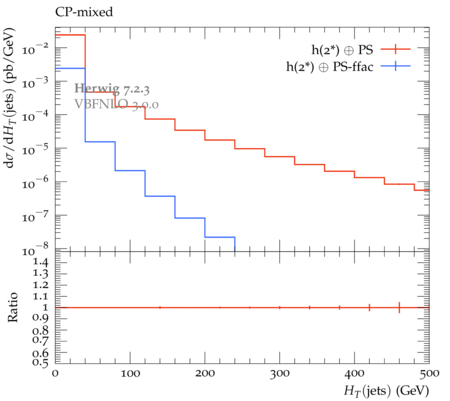 CP-mixed
h(2*) ⊕ PS
h(2*) ⊕ PS-ffac
Herwig 7.2.3
VBFNLO 3.0.0
dσ/dH_T(jets) (pb/GeV)
10^−2
10^−3
10^−4
10^−5
10^−6
10^−7
10^−8
Ratio
1.4
1.3
1.2
1.1
1
0.9
0.8
0.7
0.6
0.5
0 100 200 300 400 500
H_T(jets) (GeV)